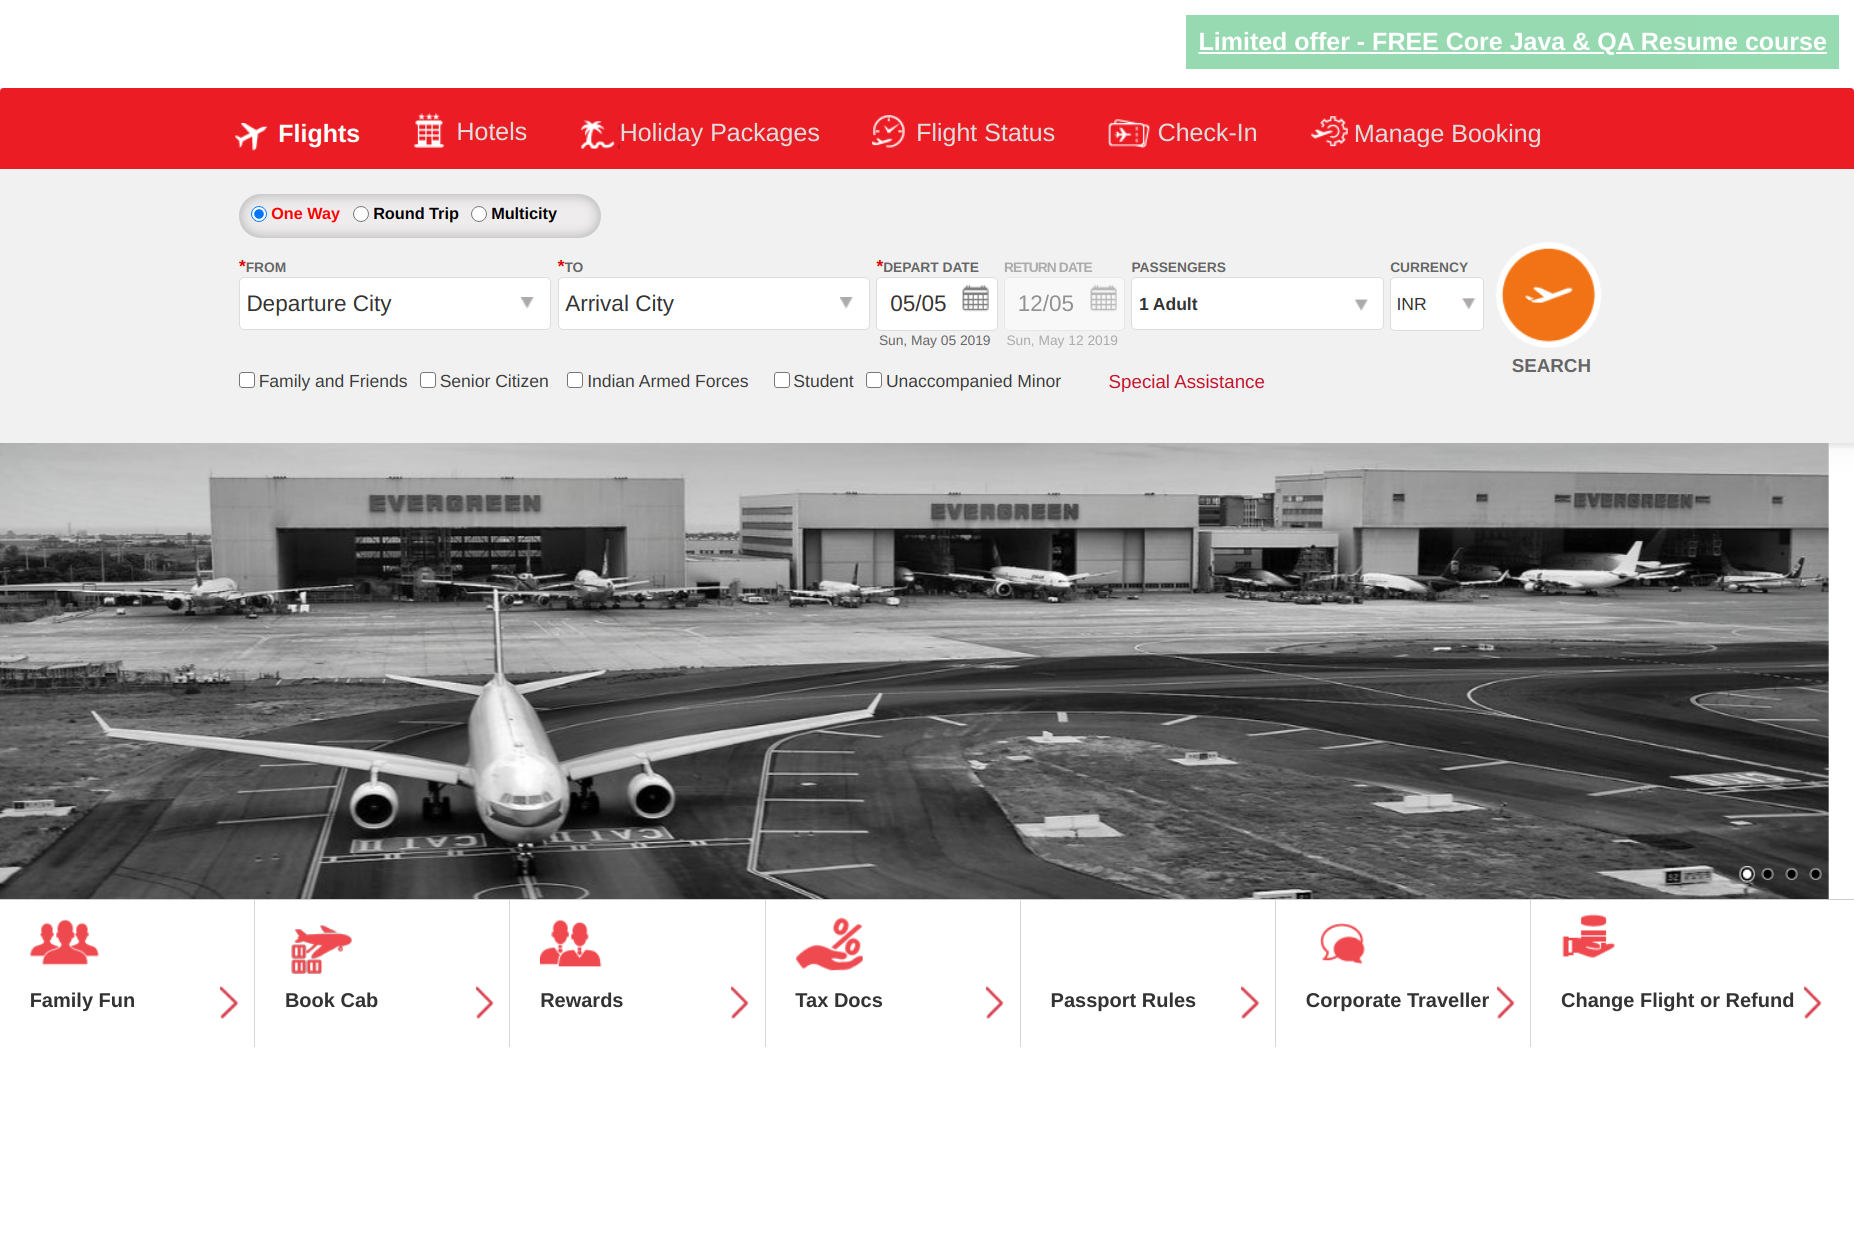 Limited offer - FREE Core Java & QA Resume course
Flights Hotels Holiday Packages Flight Status Check-In Manage Booking
One Way Round Trip Multicity
*FROM *TO *DEPART DATE RETURN DATE PASSENGERS CURRENCY
Departure City Arrival City 05/05 12/05 1 Adult INR
Sun, May 05 2019 Sun, May 12 2019
SEARCH
Family and Friends Senior Citizen Indian Armed Forces Student Unaccompanied Minor Special Assistance
EVERGREEN EVERGREEN EVERGREEN
CAT II CAT II
Family Fun Book Cab Rewards Tax Docs Passport Rules Corporate Traveller Change Flight or Refund